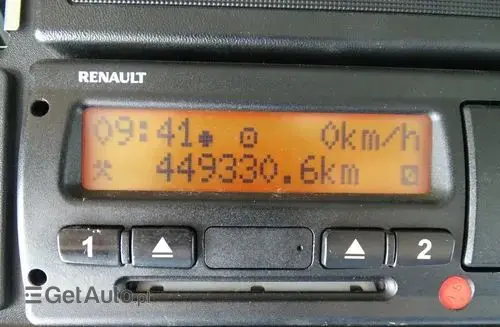 RENAULT
09:41 0km/h
449330.6km
1 2
GetAuto.pl